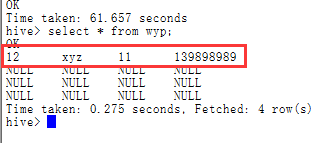 OK
Time taken: 61.657 seconds
hive> select * from wyp;
OK
12 xyz 11 139898989
NULL NULL NULL NULL
NULL NULL NULL NULL
NULL NULL NULL NULL
Time taken: 0.275 seconds, Fetched: 4 row(s)
hive>